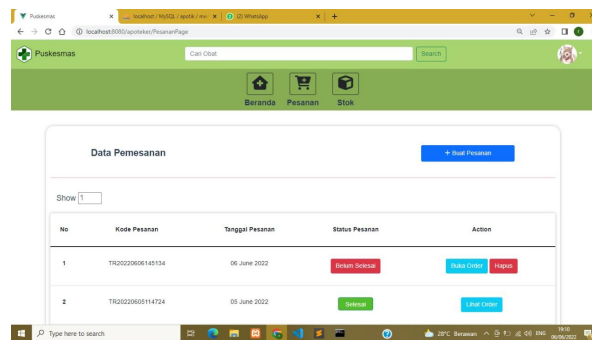 Puskesmas
localhost / MySQL / apotik / m
(2) WhatsApp
localhost:8080/apoteker/PesananPage
Puskesmas
Cari Obat
Search
Beranda Pesanan Stok
Data Pemesanan
+ Buat Pesanan
Show 1
No Kode Pesanan Tanggal Pesanan Status Pesanan Action
1 TR20220606145134 06 June 2022 Belum Selesai Buka Order Hapus
2 TR20220605114724 05 June 2022 Selesai Lihat Order
Type here to search
28°C Berawan ENG 19:10
06/06/2022